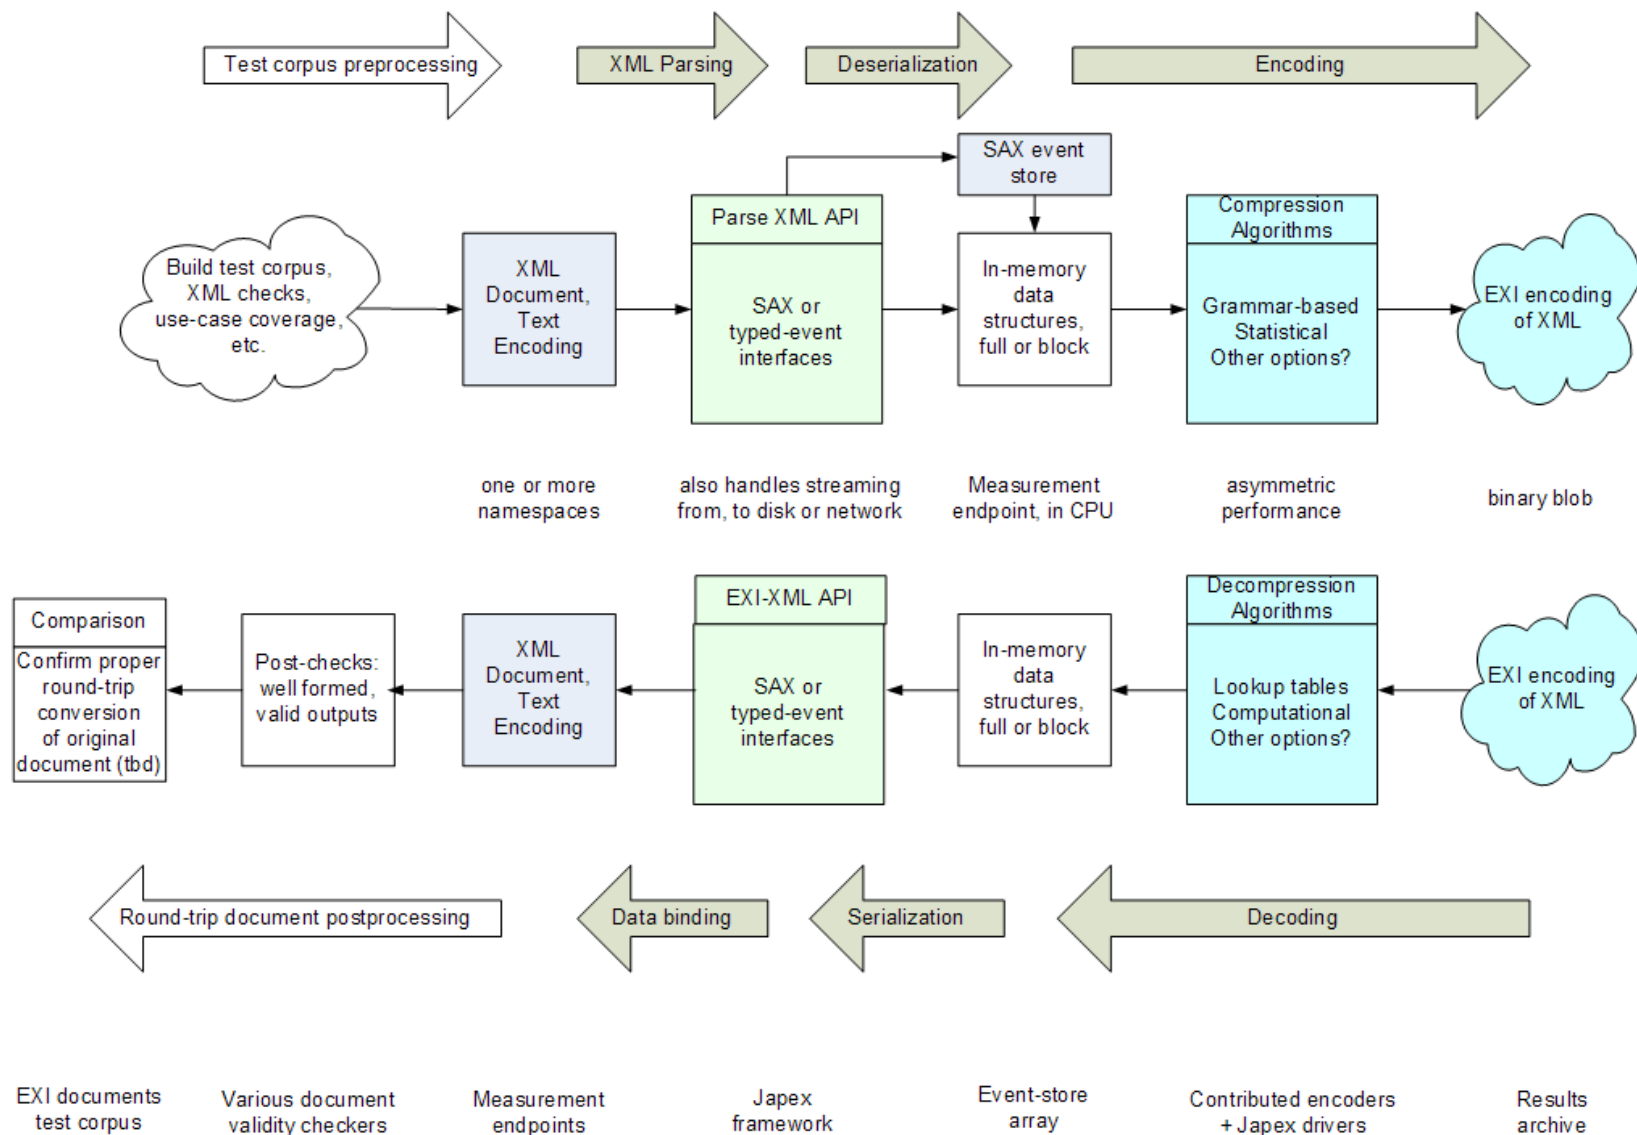 Test corpus preprocessing
XML Parsing
Deserialization
Encoding
SAX event
store
Build test corpus,
XML checks,
use-case coverage,
etc.
XML
Document,
Text
Encoding
Parse XML API
SAX or
typed-event
interfaces
In-memory
data
structures,
full or block
Compression
Algorithms
Grammar-based
Statistical
Other options?
EXI encoding
of XML
one or more
namespaces
also handles streaming
from, to disk or network
Measurement
endpoint, in CPU
asymmetric
performance
binary blob
Comparison
Confirm proper
round-trip
conversion
of original
document (tbd)
Post-checks:
well formed,
valid outputs
XML
Document,
Text
Encoding
EXI-XML API
SAX or
typed-event
interfaces
In-memory
data
structures,
full or block
Decompression
Algorithms
Lookup tables
Computational
Other options?
EXI encoding
of XML
Round-trip document postprocessing
Data binding
Serialization
Decoding
EXI documents
test corpus
Various document
validity checkers
Measurement
endpoints
Japex
framework
Event-store
array
Contributed encoders
+ Japex drivers
Results
archive